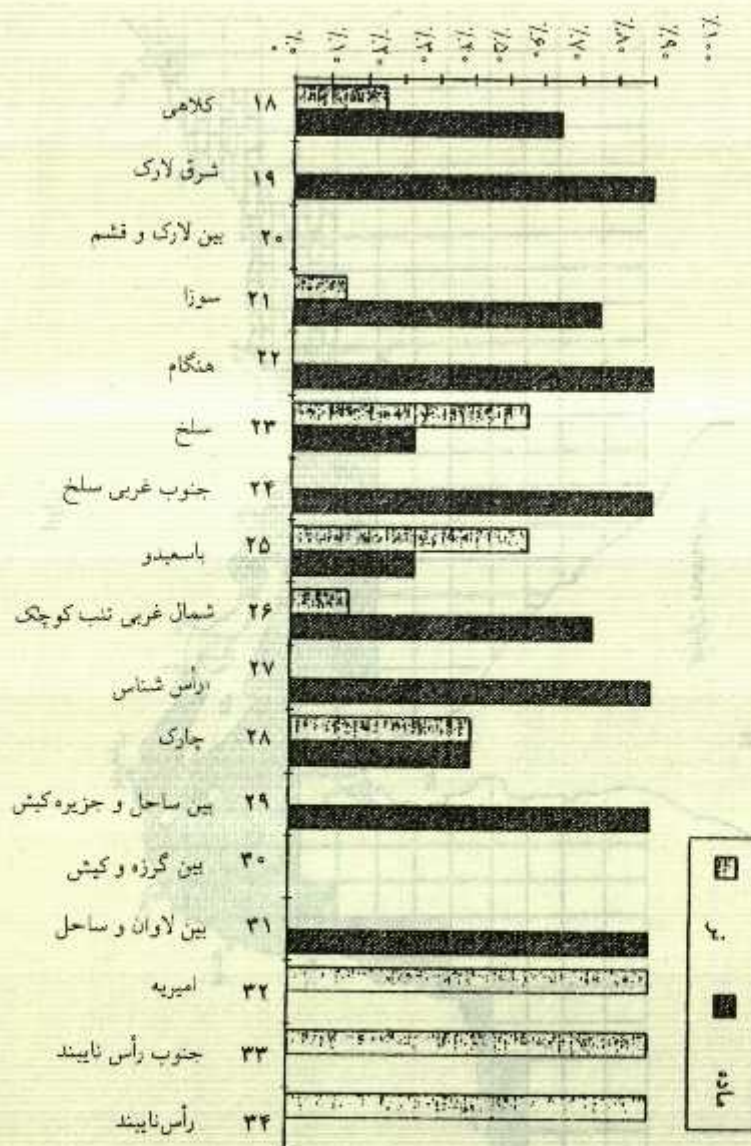 ٪۰
٪۱۰
٪۲۰
٪۳۰
٪۴۰
٪۵۰
٪۶۰
٪۷۰
٪۸۰
٪۹۰
٪۱۰۰
۱۸ کلاهی
۱۹ شرق لارک
۲۰ بین لارک و قشم
۲۱ سوزا
۲۲ هنگام
۲۳ سلخ
۲۴ جنوب غربی سلخ
۲۵ باسعیدو
۲۶ شمال غربی تنب کوچک
۲۷ رأس شناس
۲۸ چارک
۲۹ بین ساحل و جزیره کیش
۳۰ بین گرزه و کیش
۳۱ بین لاوان و ساحل
۳۲ امیریه
۳۳ جنوب رأس نایبند
۳۴ رأس نایبند
نر
ماده